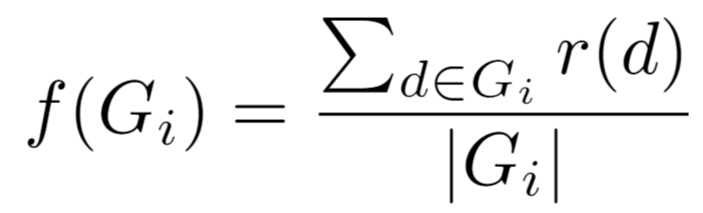 f(G_i) = \frac{\sum_{d \in G_i} r(d)}{|G_i|}